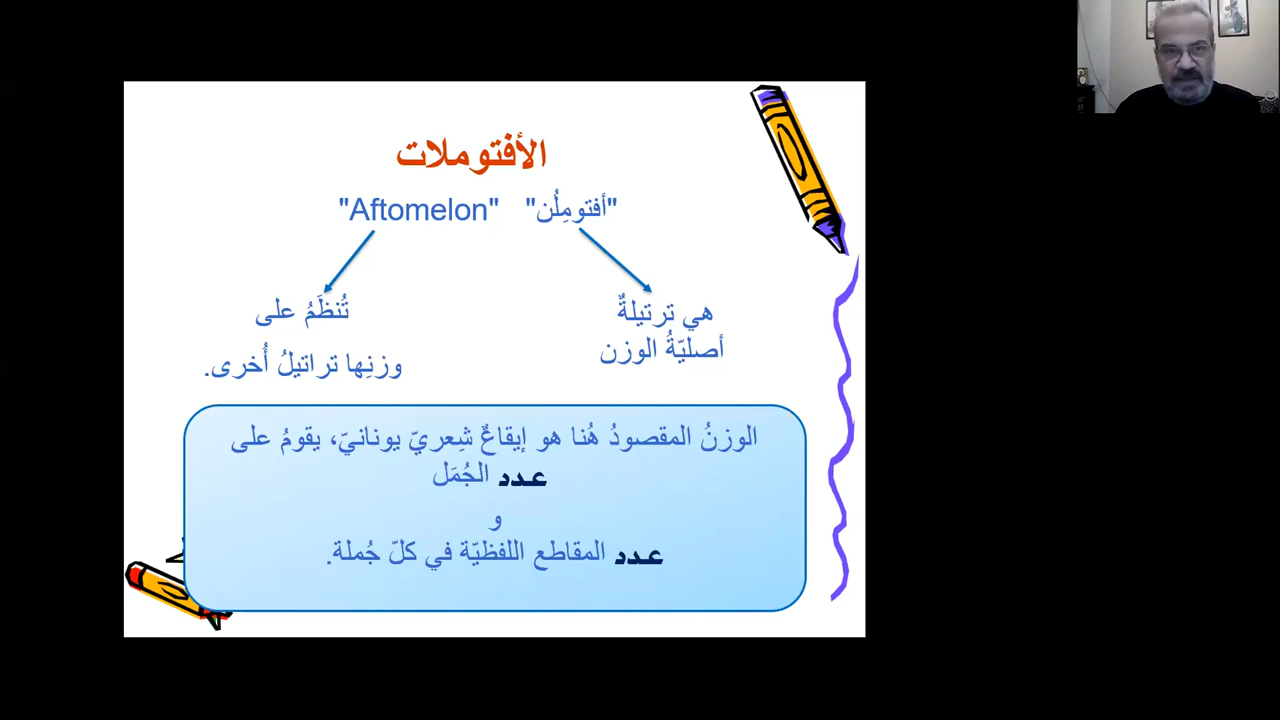 الأفتوملات
"أفتومِلُن" "Aftomelon"
هي ترتيلةٌ
أصليّةُ الوزن
تُنظَمُ على
وزنِها تراتيلُ أُخرى.
الوزنُ المقصودُ هُنا هو إيقاعٌ شِعريّ يونانيّ، يقومُ على
عدد الجُمَل
و
عدد المقاطع اللفظيّة في كلّ جُملة.